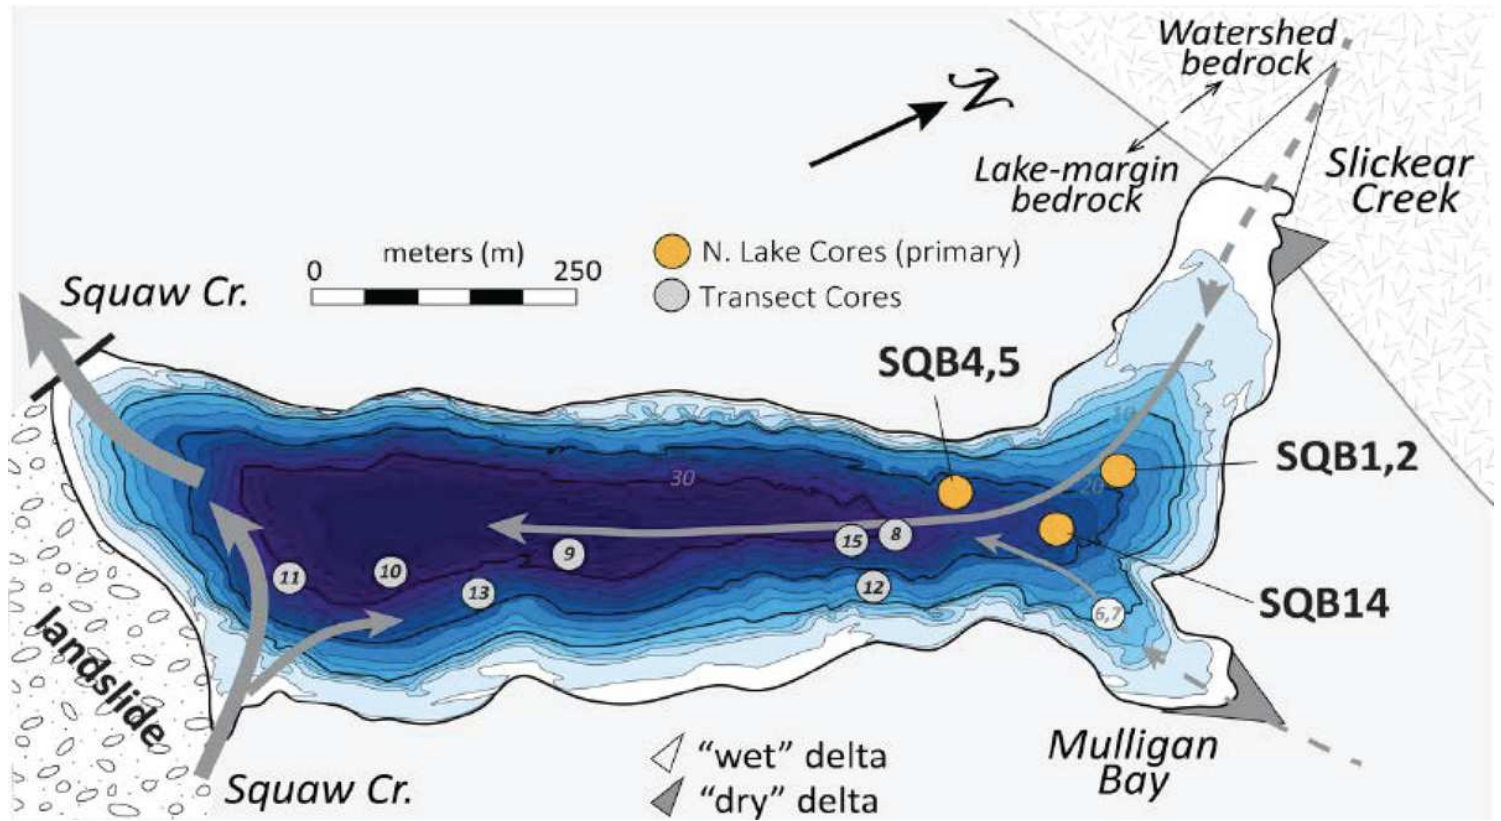 Watershed
bedrock
N
Lake-margin
bedrock
Slickear
Creek
meters (m)
0
250
N. Lake Cores (primary)
Transect Cores
Squaw Cr.
SQB4,5
10
SQB1,2
20
30
15
8
9
11
10
13
12
6,7
SQB14
landslide
Squaw Cr.
Mulligan
Bay
"wet" delta
"dry" delta